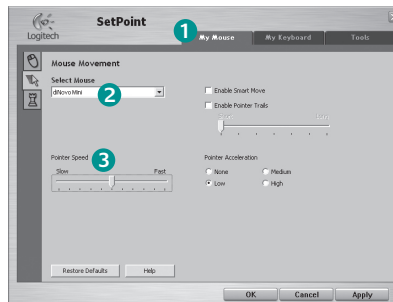 SetPoint
Logitech
1
My Mouse
My Keyboard
Tools
Mouse Movement
Select Mouse
diNovo Mini
2
Enable Smart Move
Enable Pointer Trails
Short
Long
Pointer Speed
3
Slow
Fast
Pointer Acceleration
None
Medium
Low
High
Restore Defaults
Help
OK
Cancel
Apply